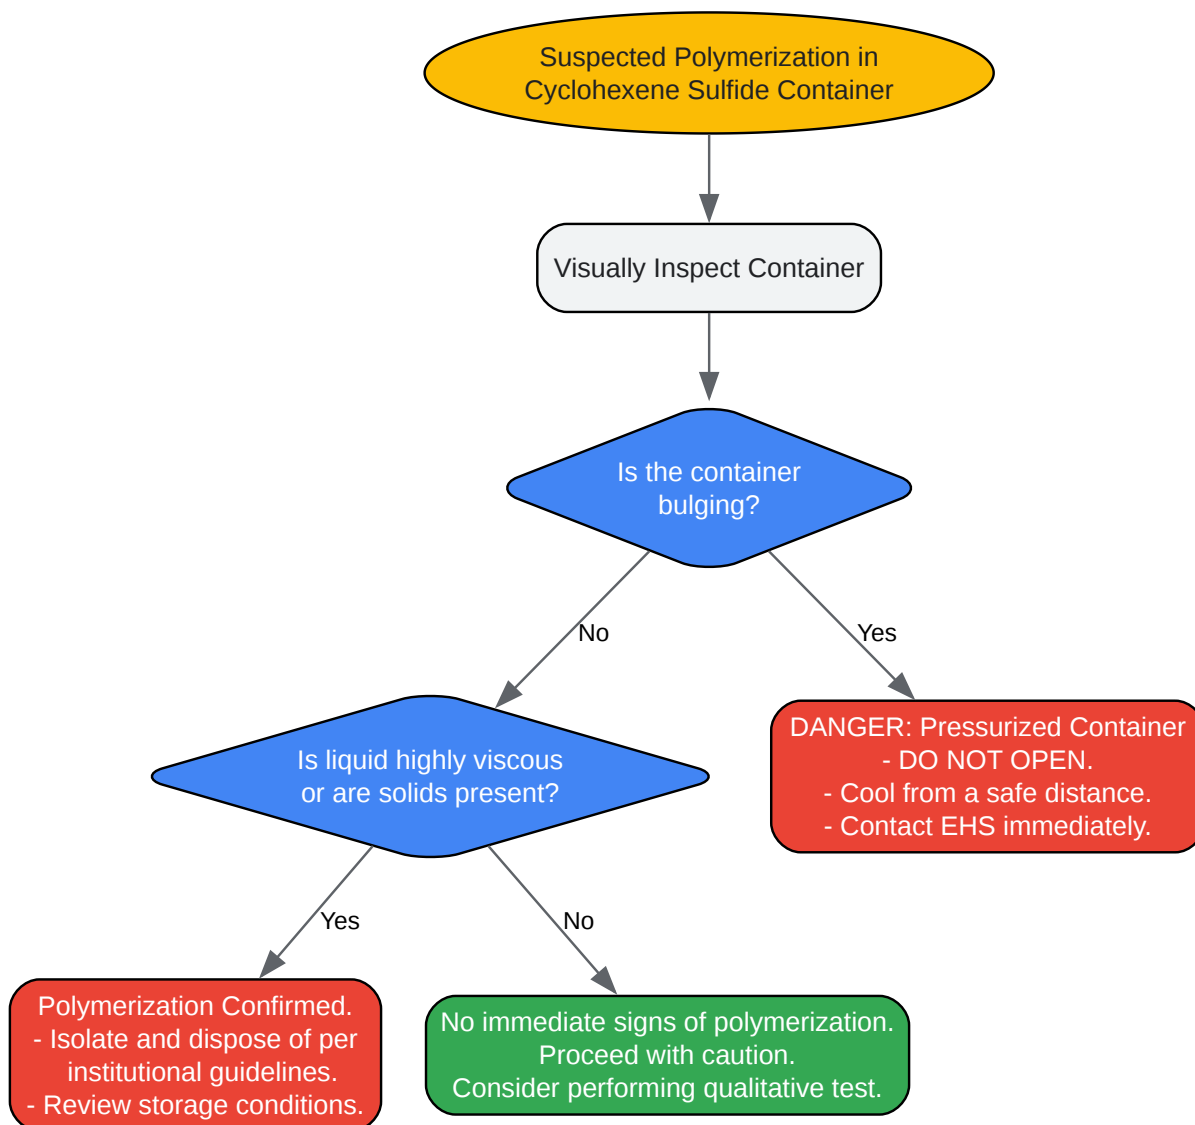 Suspected Polymerization in
Cyclohexene Sulfide Container
Visually Inspect Container
Is the container
bulging?
No
Yes
Is liquid highly viscous
or are solids present?
DANGER: Pressurized Container
- DO NOT OPEN.
- Cool from a safe distance.
- Contact EHS immediately.
Yes
No
Polymerization Confirmed.
- Isolate and dispose of per
institutional guidelines.
- Review storage conditions.
No immediate signs of polymerization.
Proceed with caution.
Consider performing qualitative test.